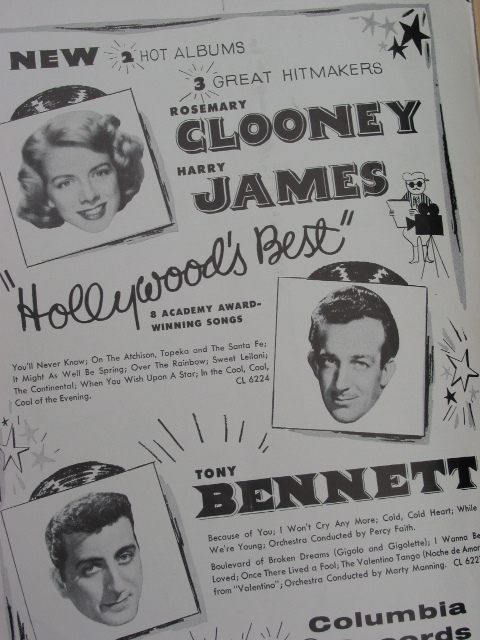 NEW 2 HOT ALBUMS
3 GREAT HITMAKERS
ROSEMARY
CLOONEY
HARRY
JAMES
"Hollywood's Best"
8 ACADEMY AWARD-
WINNING SONGS
You'll Never Know; On The Atchison, Topeka and The Santa Fe;
It Might As Well Be Spring; Over The Rainbow; Sweet Leilani;
The Continental; When You Wish Upon A Star; In the Cool, Cool,
Cool of the Evening. CL 6224
TONY
BENNETT
Because of You; I Won't Cry Any More; Cold, Cold Heart; While
We're Young; Orchestra Conducted by Percy Faith.
Boulevard of Broken Dreams (Gigolo and Gigolette); I Wanna Be
Loved; Once There Lived a Fool; The Valentino Tango (Noche de Amor
from "Valentino"; Orchestra Conducted by Marty Manning. CL 622
Columbia